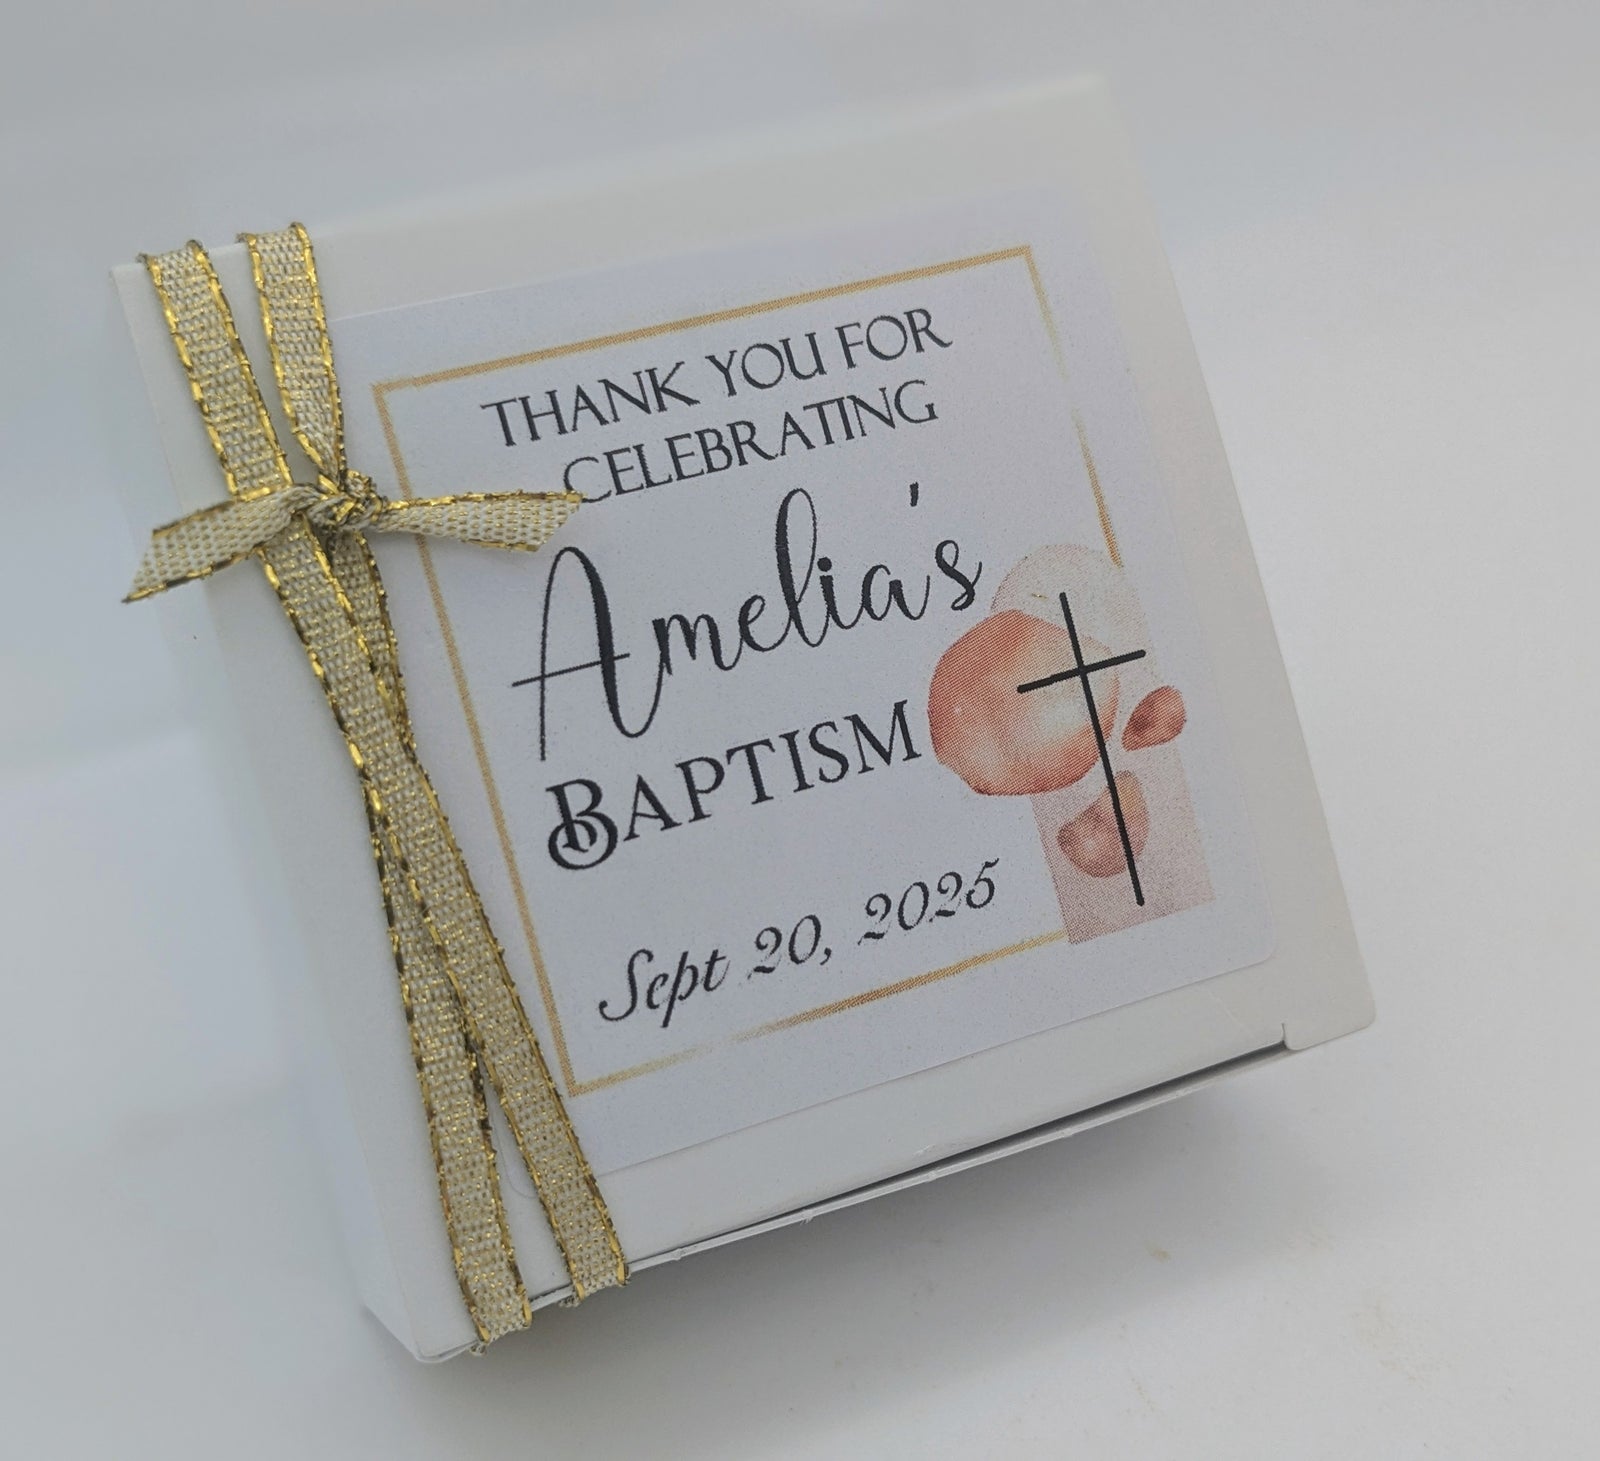 THANK YOU FOR
CELEBRATING
Amelia's
BAPTISM
Sept 20, 2025